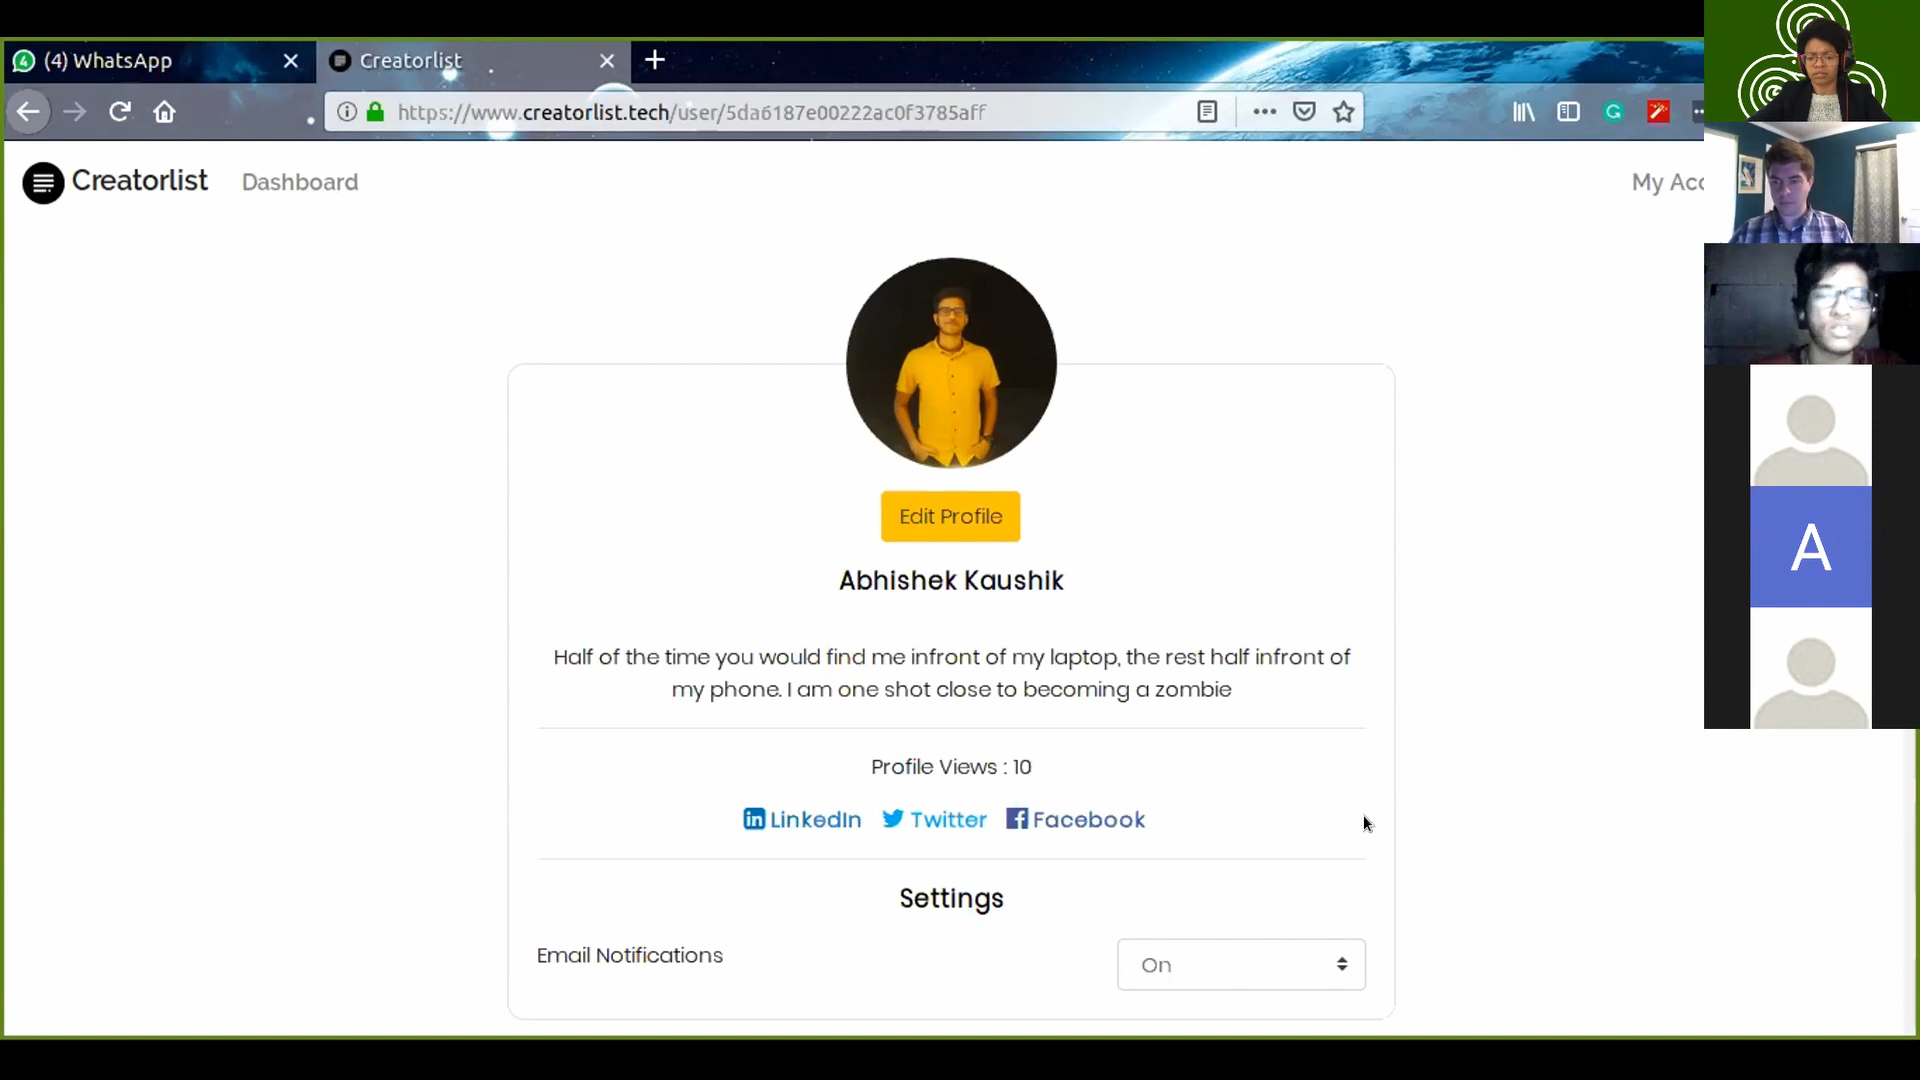 (4) WhatsApp
Creatorlist
https://www.creatorlist.tech/user/5da6187e00222ac0f3785aff
Creatorlist
Dashboard
My Acc
Edit Profile
Abhishek Kaushik
Half of the time you would find me infront of my laptop, the rest half infront of
my phone. I am one shot close to becoming a zombie
Profile Views : 10
LinkedIn
Twitter
Facebook
Settings
Email Notifications
On
A